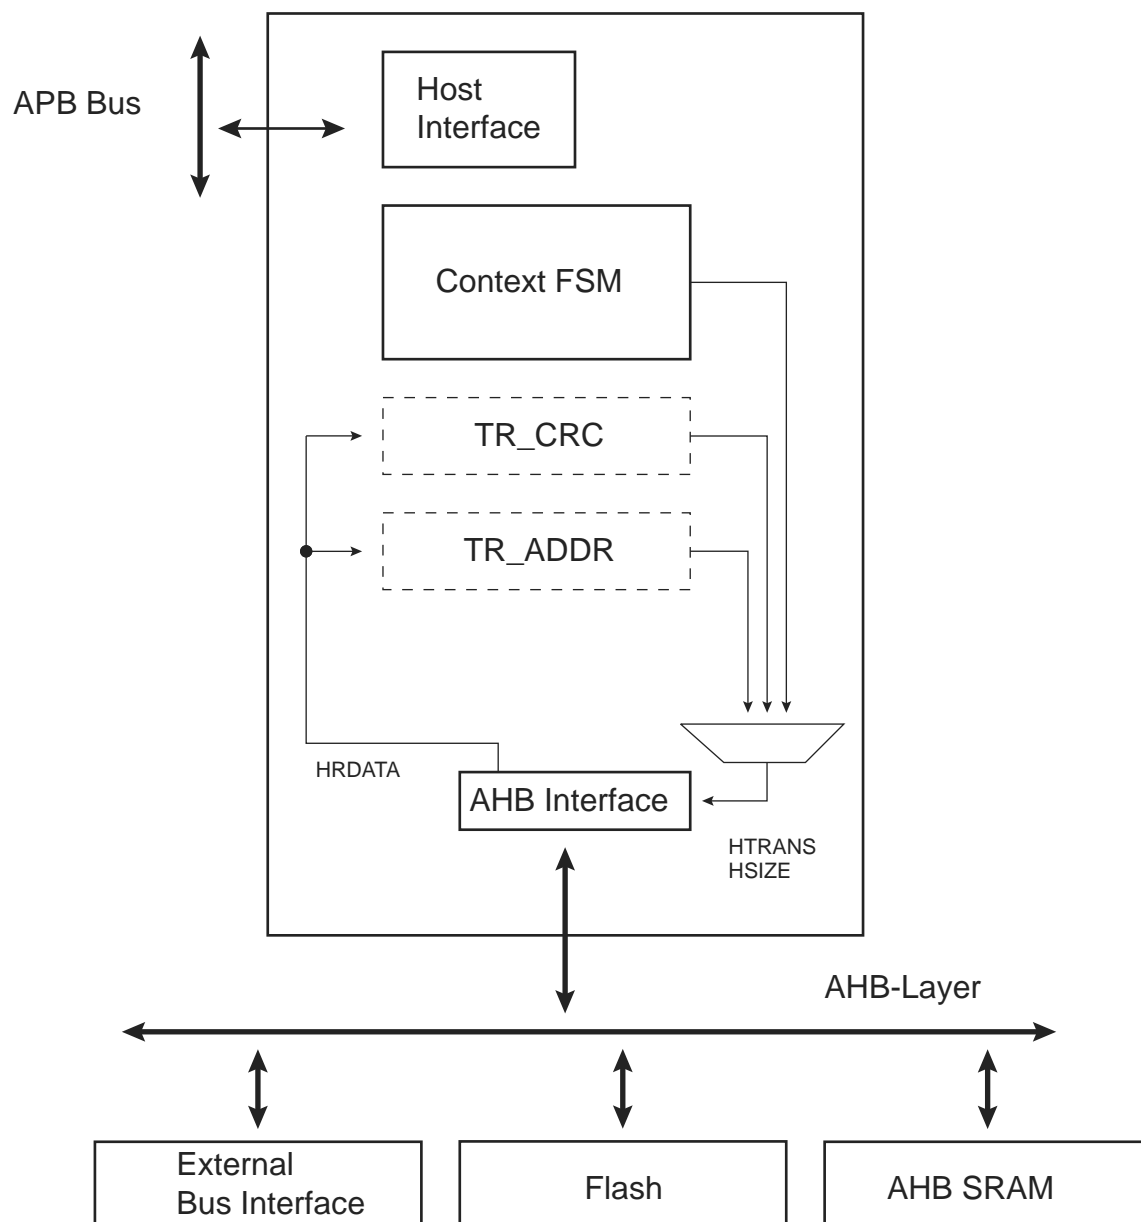 APB Bus
Host
Interface
Context FSM
TR_CRC
TR_ADDR
HRDATA
AHB Interface
HTRANS
HSIZE
AHB-Layer
External
Bus Interface
Flash
AHB SRAM